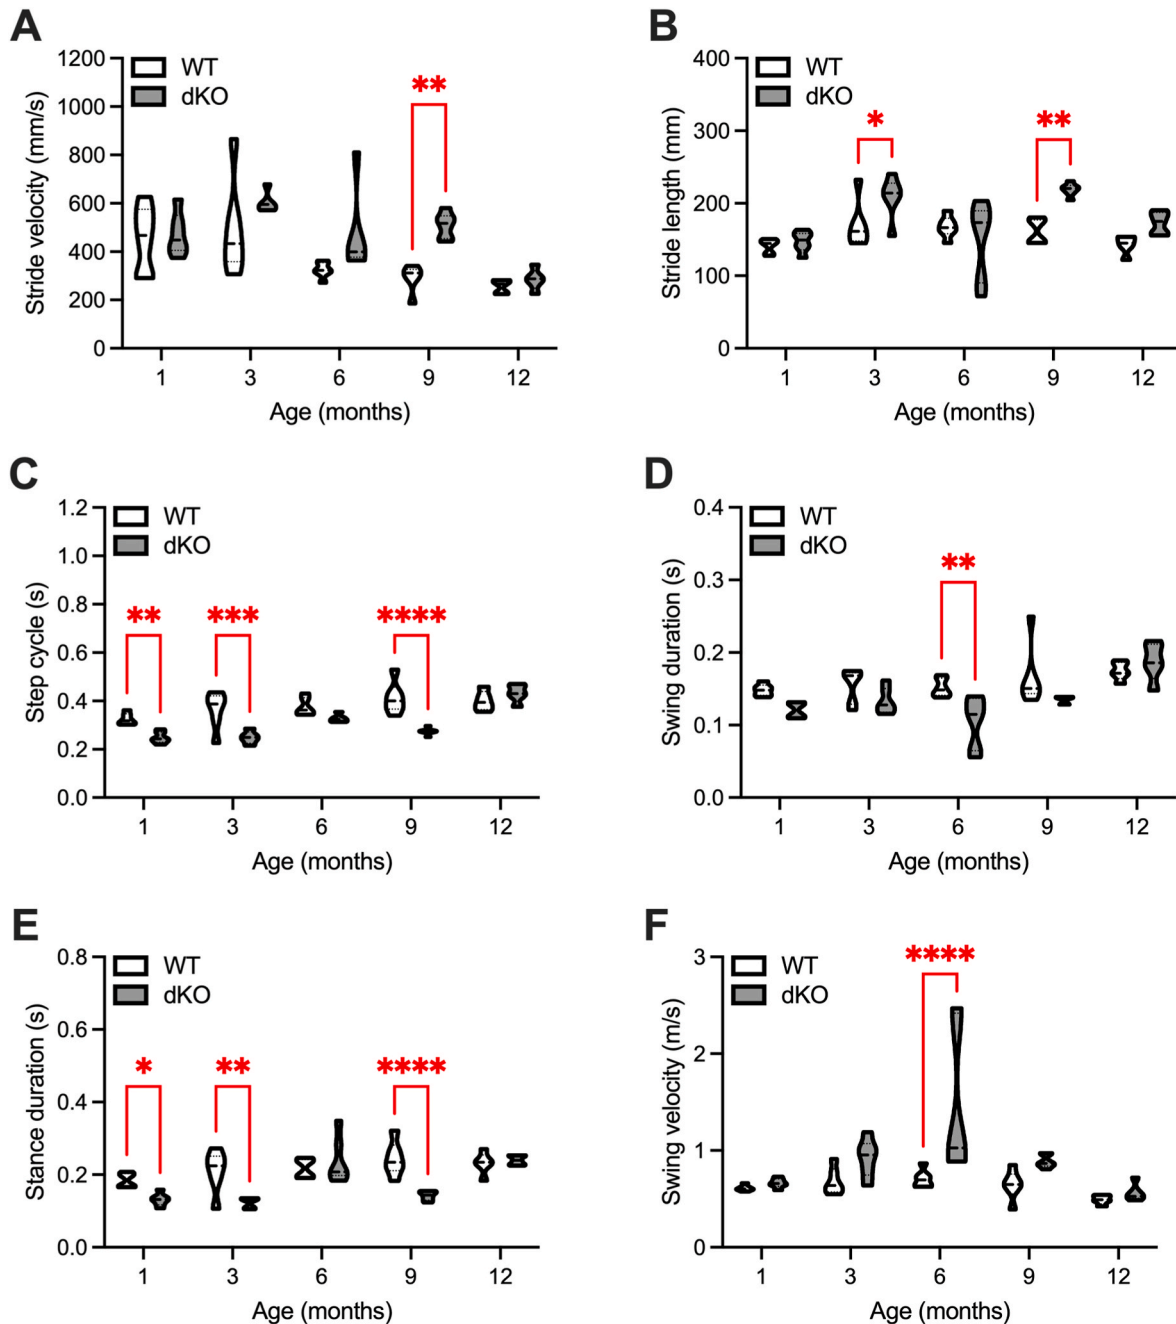 A
Stride velocity (mm/s)
1200
1000
800
600
400
200
0
WT
dKO
**
1 3 6 9 12
Age (months)
B
Stride length (mm)
400
300
200
100
0
WT
dKO
* **
1 3 6 9 12
Age (months)
C
Step cycle (s)
1.2
1.0
0.8
0.6
0.4
0.2
0.0
WT
dKO
** *** ****
1 3 6 9 12
Age (months)
D
Swing duration (s)
0.4
0.3
0.2
0.1
0.0
WT
dKO
**
1 3 6 9 12
Age (months)
E
Stance duration (s)
0.8
0.6
0.4
0.2
0.0
WT
dKO
* ** ****
1 3 6 9 12
Age (months)
F
Swing velocity (m/s)
3
2
1
0
WT
dKO
****
1 3 6 9 12
Age (months)